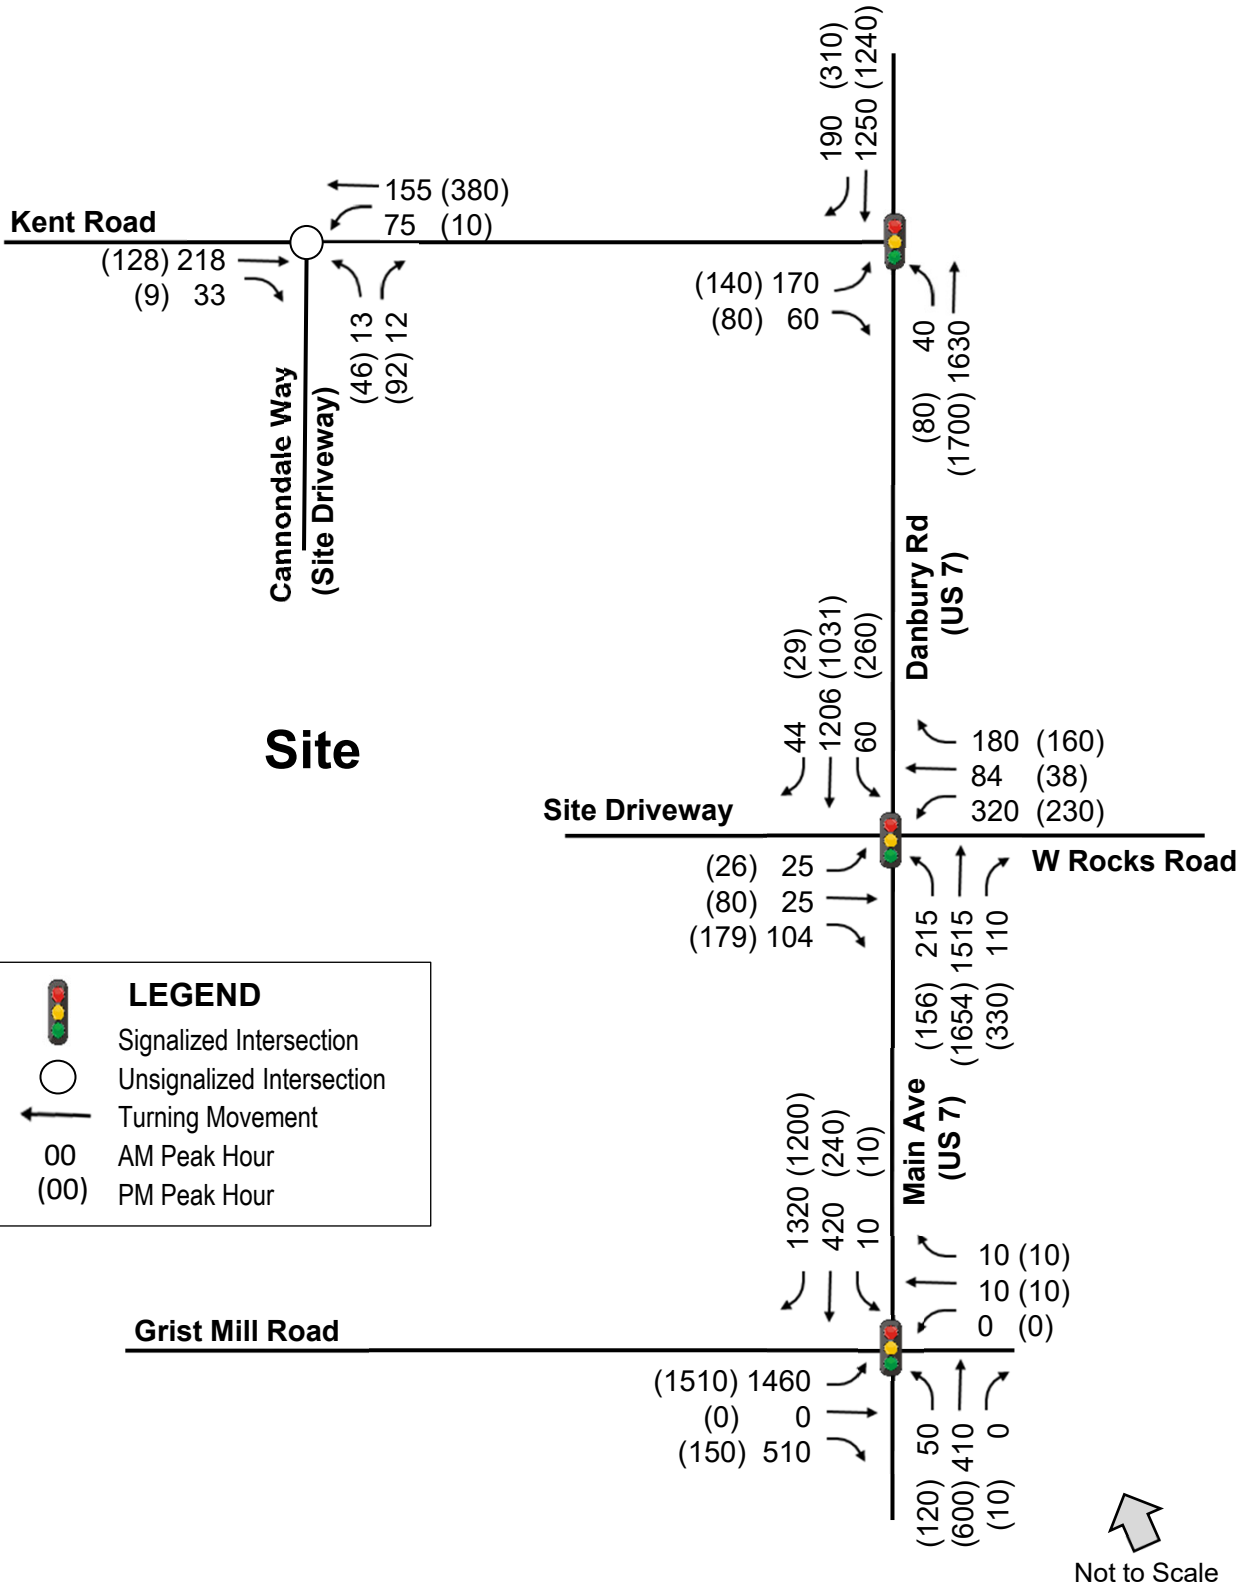 190 (310)
1250 (1240)
155 (380)
75 (10)
Kent Road
(128) 218
(9) 33
(46) 13
(92) 12
Cannondale Way
(Site Driveway)
(140) 170
(80) 60
(80) 40
(1700) 1630
Danbury Rd
(US 7)
44 (29)
1206 (1031)
60 (260)
Site
180 (160)
84 (38)
320 (230)
Site Driveway
W Rocks Road
(26) 25
(80) 25
(179) 104
(156) 215
(1654) 1515
(330) 110
LEGEND
Signalized Intersection
Unsignalized Intersection
Turning Movement
00 AM Peak Hour
(00) PM Peak Hour
Main Ave
(US 7)
1320 (1200)
420 (240)
10 (10)
10 (10)
10 (10)
0 (0)
Grist Mill Road
(1510) 1460
(0) 0
(150) 510
(120) 50
(600) 410
(10) 0
Not to Scale